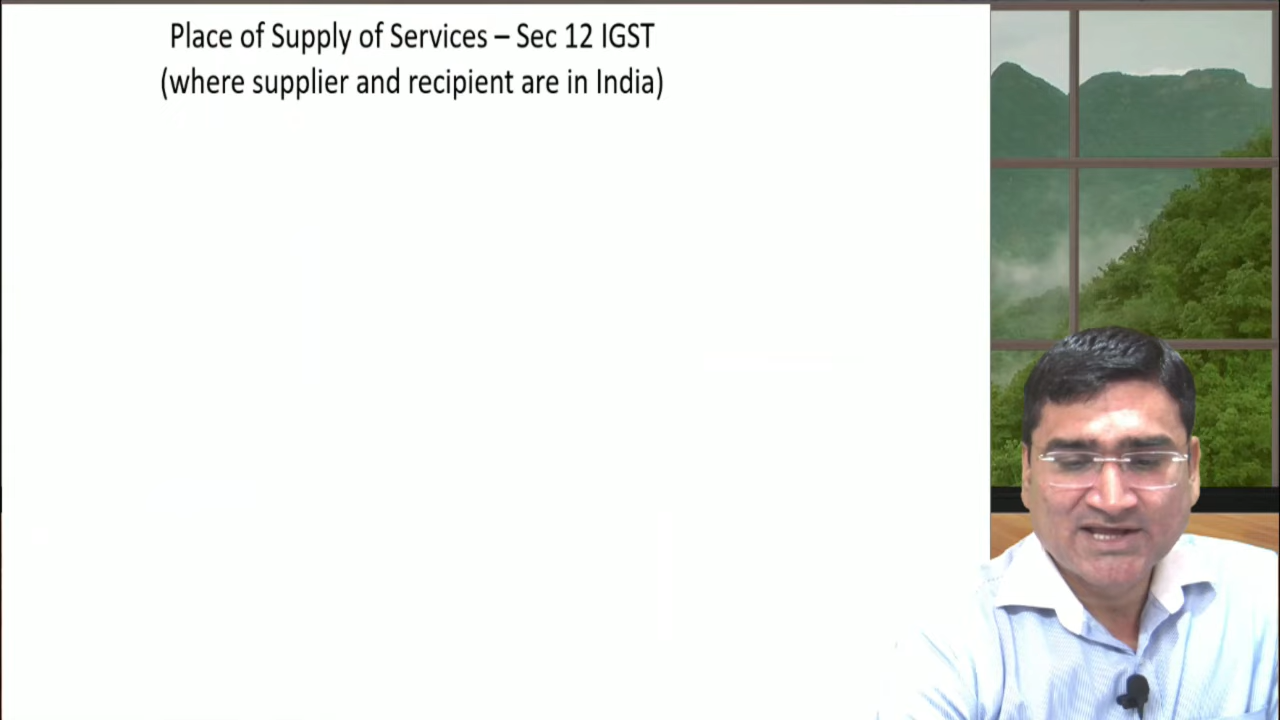 Place of Supply of Services – Sec 12 IGST
(where supplier and recipient are in India)